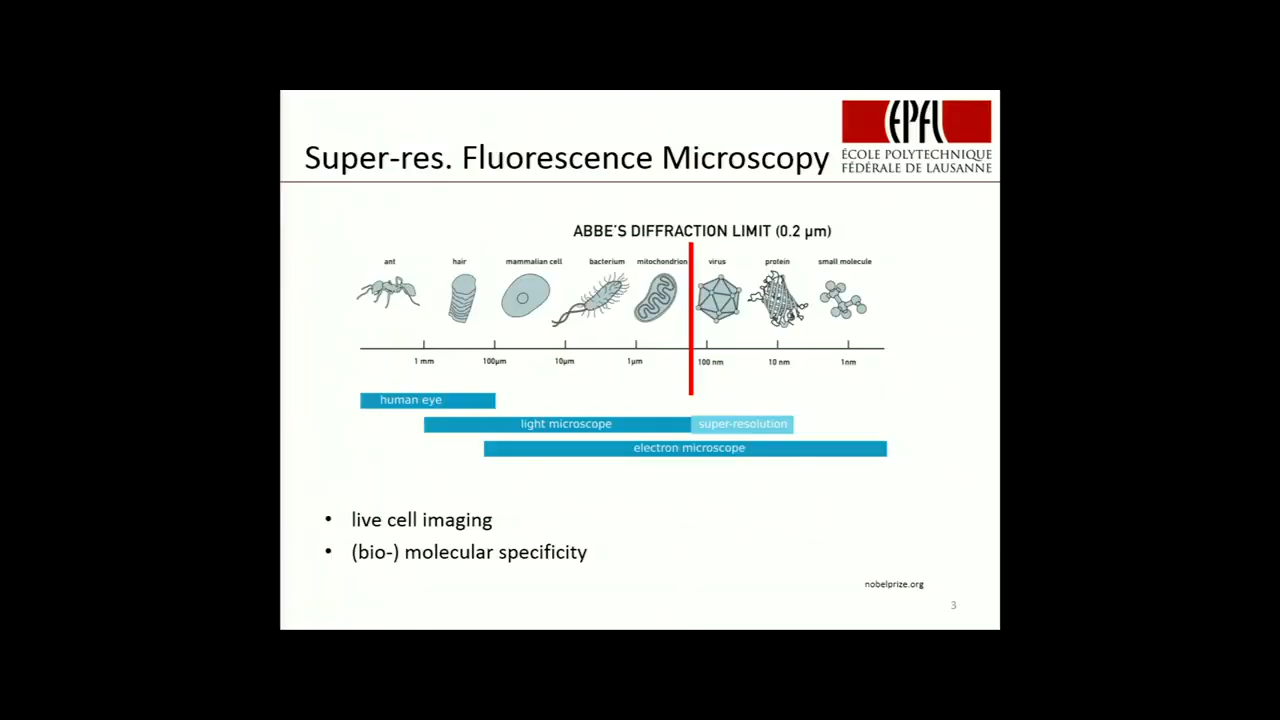 EPFL
ÉCOLE POLYTECHNIQUE
FÉDÉRALE DE LAUSANNE
Super-res. Fluorescence Microscopy
ABBE'S DIFFRACTION LIMIT (0.2 µm)
ant hair mammalian cell bacterium mitochondrion virus protein small molecule
1 mm 100µm 10µm 1µm 100 nm 10 nm 1nm
human eye
light microscope super-resolution
electron microscope
• live cell imaging
• (bio-) molecular specificity
nobelprize.org
3